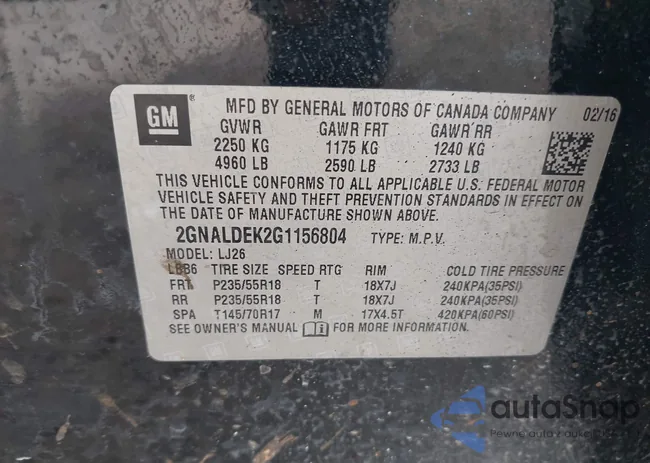 GM
MFD BY GENERAL MOTORS OF CANADA COMPANY 02/16
GVWR GAWR FRT GAWR RR
2250 KG 1175 KG 1240 KG
4960 LB 2590 LB 2733 LB
THIS VEHICLE CONFORMS TO ALL APPLICABLE U.S. FEDERAL MOTOR
VEHICLE SAFETY AND THEFT PREVENTION STANDARDS IN EFFECT ON
THE DATE OF MANUFACTURE SHOWN ABOVE.
2GNALDEK2G1156804 TYPE: M.P.V.
MODEL: LJ26
LBB6 TIRE SIZE SPEED RTG RIM COLD TIRE PRESSURE
FRT P235/55R18 T 18X7J 240KPA(35PSI)
RR P235/55R18 T 18X7J 240KPA(35PSI)
SPA T145/70R17 M 17X4.5T 420KPA(60PSI)
SEE OWNER'S MANUAL FOR MORE INFORMATION.
autoSnap
Pewne auta z Ameryki